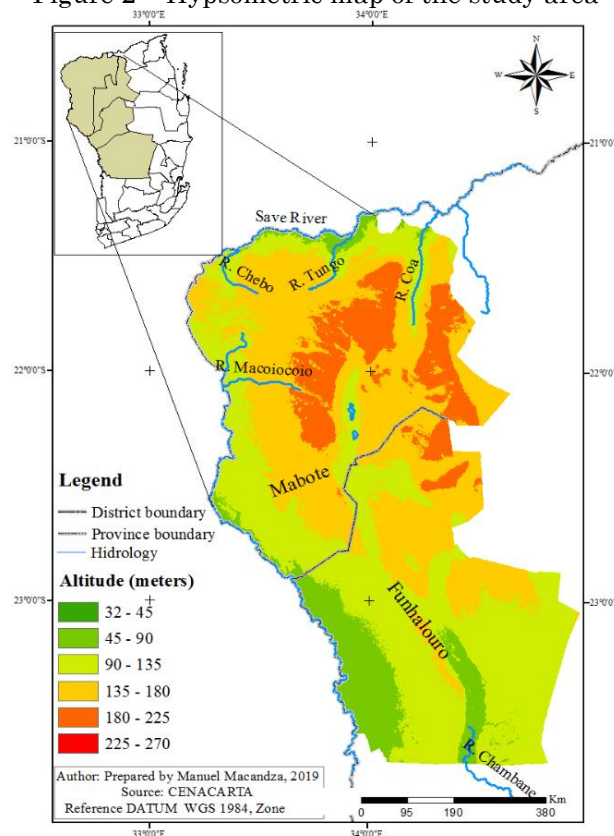 Figure 2 – Hypsometric map of the study area
33°0'0"E
34°0'0"E
N
W
E
S
21°0'0"S
21°0'0"
Save River
R. Chebo
R. Tungo
R. Coa
22°0'0"S
22°0'0"
R. Macoiocoio
Mabote
Legend
District boundary
Province boundary
Hidrology
Altitude (meters)
32 - 45
45 - 90
90 - 135
135 - 180
180 - 225
225 - 270
23°0'0"S
23°0'0"
Funhalouro
R. Chambane
Author: Prepared by Manuel Macandza, 2019
Source: CENACARTA
Reference DATUM WGS 1984, Zone
0 95 190 380
KM
33°0'0"E
34°0'0"E